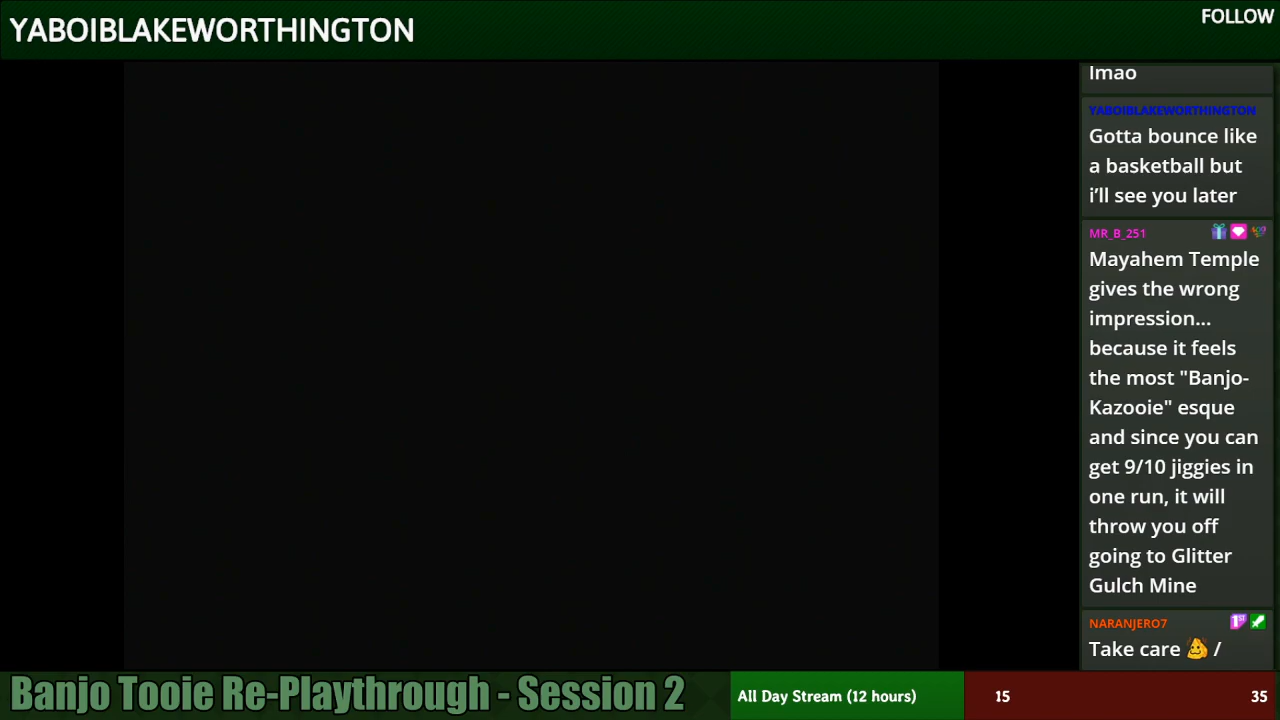 YABOIBLAKEWORTHINGTON
FOLLOW
lmao
YABOIBLAKEWORTHINGTON
Gotta bounce like
a basketball but
i’ll see you later
MR_B_251
Mayahem Temple
gives the wrong
impression...
because it feels
the most "Banjo-
Kazooie" esque
and since you can
get 9/10 jiggies in
one run, it will
throw you off
going to Glitter
Gulch Mine
NARANJERO7
Take care /
Banjo Tooie Re-Playthrough - Session 2
All Day Stream (12 hours)
15
35